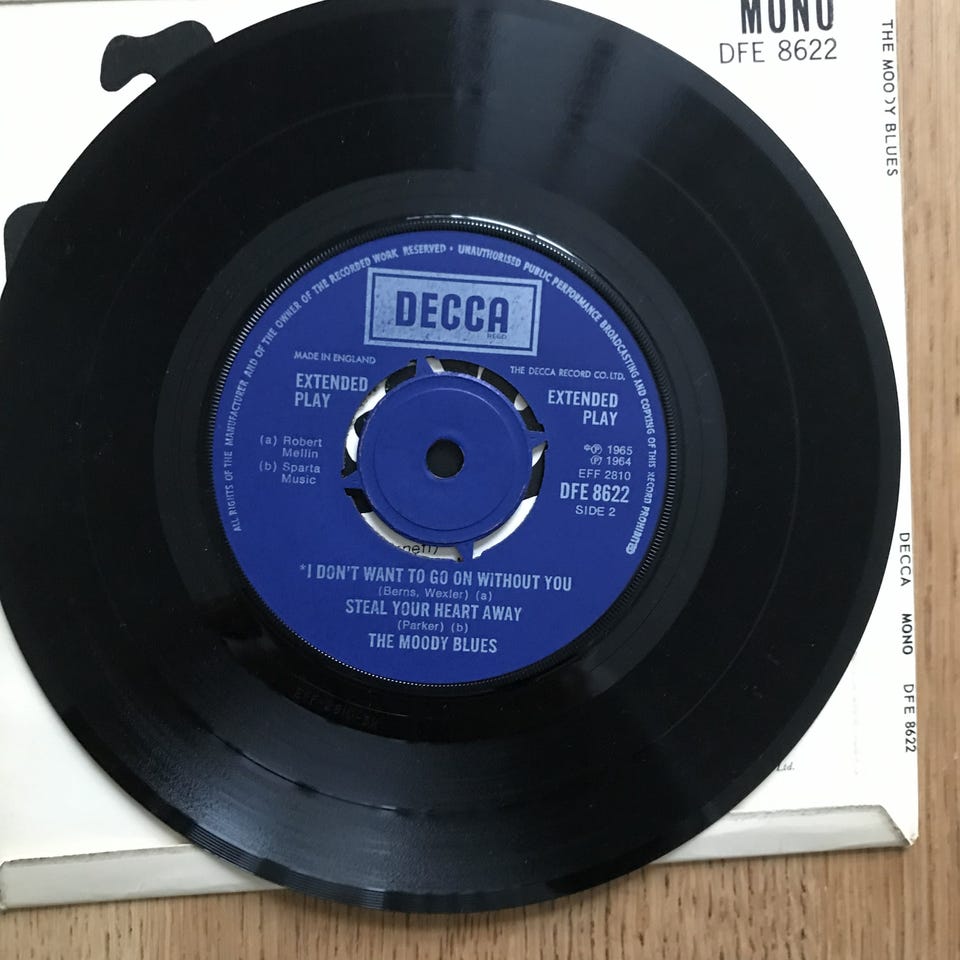 MONO
DFE 8622
THE MOODY BLUES
DECCA MONO DFE 8622
Ltd.
ALL RIGHTS OF THE MANUFACTURER AND OF THE OWNER OF THE RECORDED WORK RESERVED • UNAUTHORISED PUBLIC PERFORMANCE BROADCASTING AND COPYING OF THIS RECORD PROHIBITED
DECCA
REGD
MADE IN ENGLAND
THE DECCA RECORD CO. LTD.
EXTENDED
PLAY
EXTENDED
PLAY
(a) Robert
Mellin
(b) Sparta
Music
©℗ 1965
℗ 1964
EFF 2810
DFE 8622
SIDE 2
*I DON'T WANT TO GO ON WITHOUT YOU
(Berns, Wexler) (a)
STEAL YOUR HEART AWAY
(Parker) (b)
THE MOODY BLUES